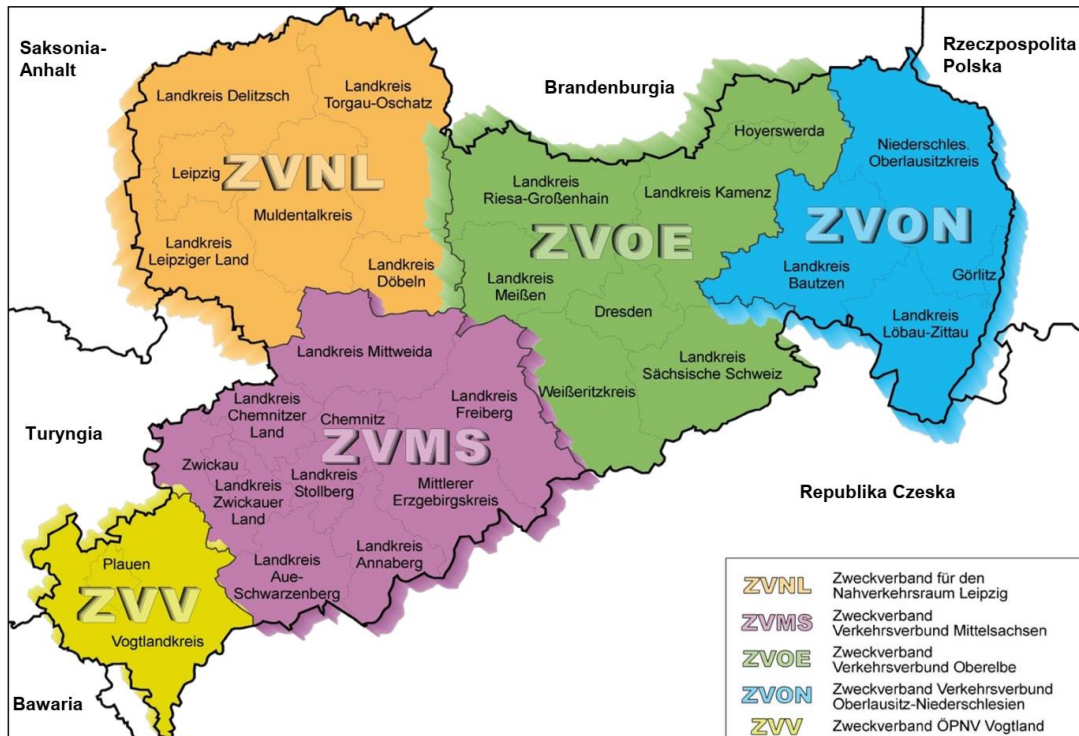 Saksonia-
Anhalt
Rzeczpospolita
Polska
Brandenburgia
Turyngia
Republika Czeska
Bawaria
Landkreis Delitzsch
Landkreis
Torgau-Oschatz
Leipzig
ZVNL
Muldentalkreis
Landkreis
Leipziger Land
Landkreis
Döbeln
Hoyerswerda
Landkreis
Riesa-Großenhain
Landkreis Kamenz
ZVOE
Landkreis
Meißen
Dresden
Weißeritzkreis
Landkreis
Sächsische Schweiz
Niederschles.
Oberlausitzkreis
ZVON
Landkreis
Bautzen
Görlitz
Landkreis
Löbau-Zittau
Landkreis Mittweida
Landkreis
Chemnitzer
Land
Chemnitz
Landkreis
Freiberg
ZVMS
Zwickau
Landkreis
Zwickauer
Land
Landkreis
Stollberg
Mittlerer
Erzgebirgskreis
Landkreis
Aue-
Schwarzenberg
Landkreis
Annaberg
Plauen
ZVV
Vogtlandkreis
ZVNL Zweckverband für den
Nahverkehrsraum Leipzig
ZVMS Zweckverband
Verkehrsverbund Mittelsachsen
ZVOE Zweckverband
Verkehrsverbund Oberelbe
ZVON Zweckverband Verkehrsverbund
Oberlausitz-Niederschlesien
ZVV Zweckverband ÖPNV Vogtland